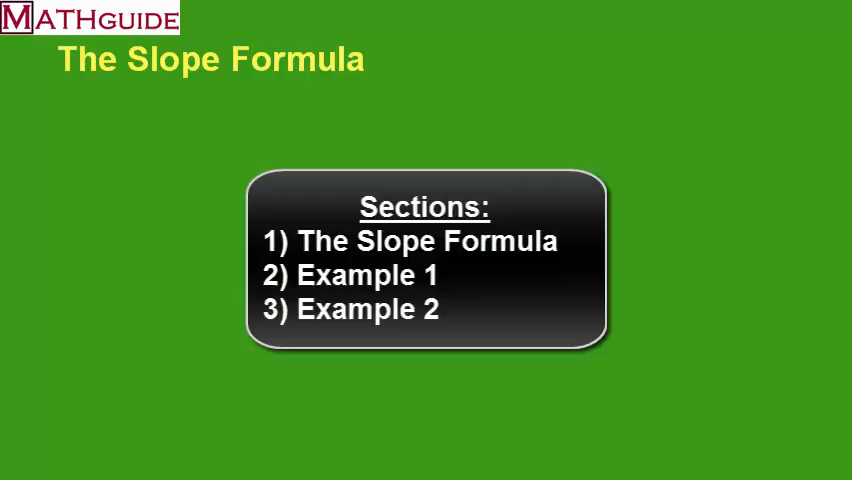 MATHGUIDE
The Slope Formula
Sections:
1) The Slope Formula
2) Example 1
3) Example 2